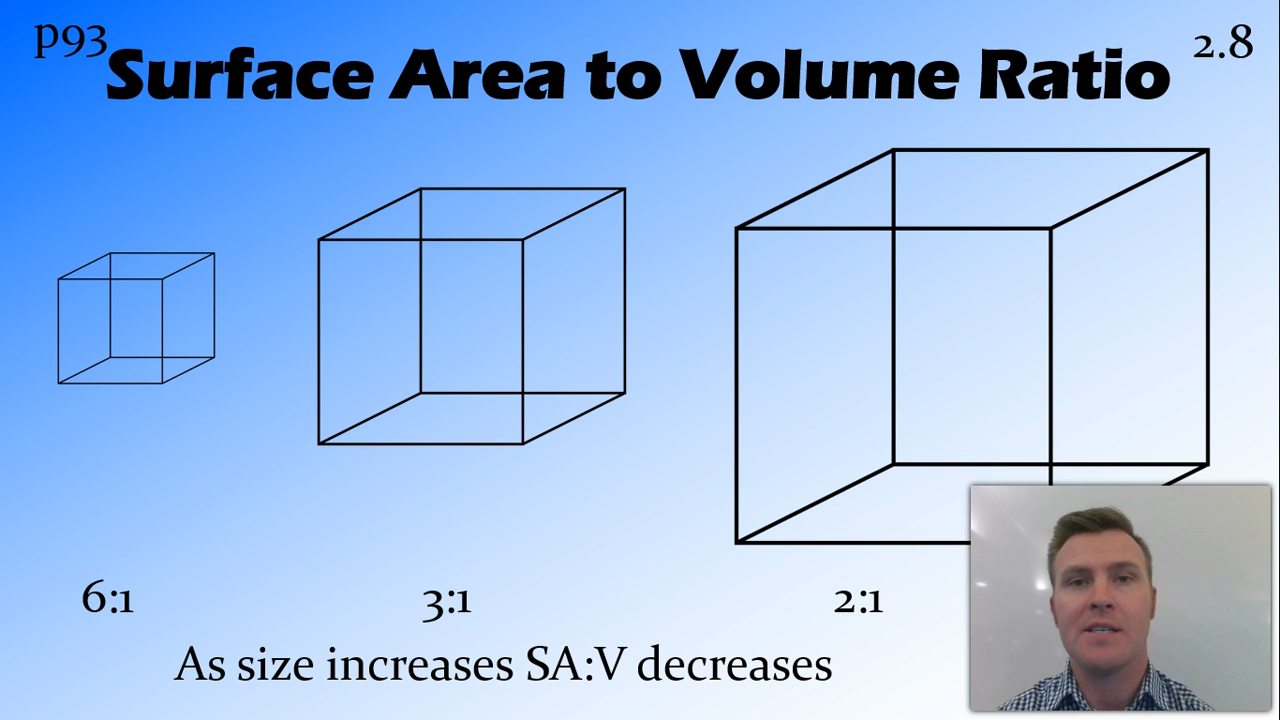 p93
2.8
Surface Area to Volume Ratio
6:1
3:1
2:1
As size increases SA:V decreases